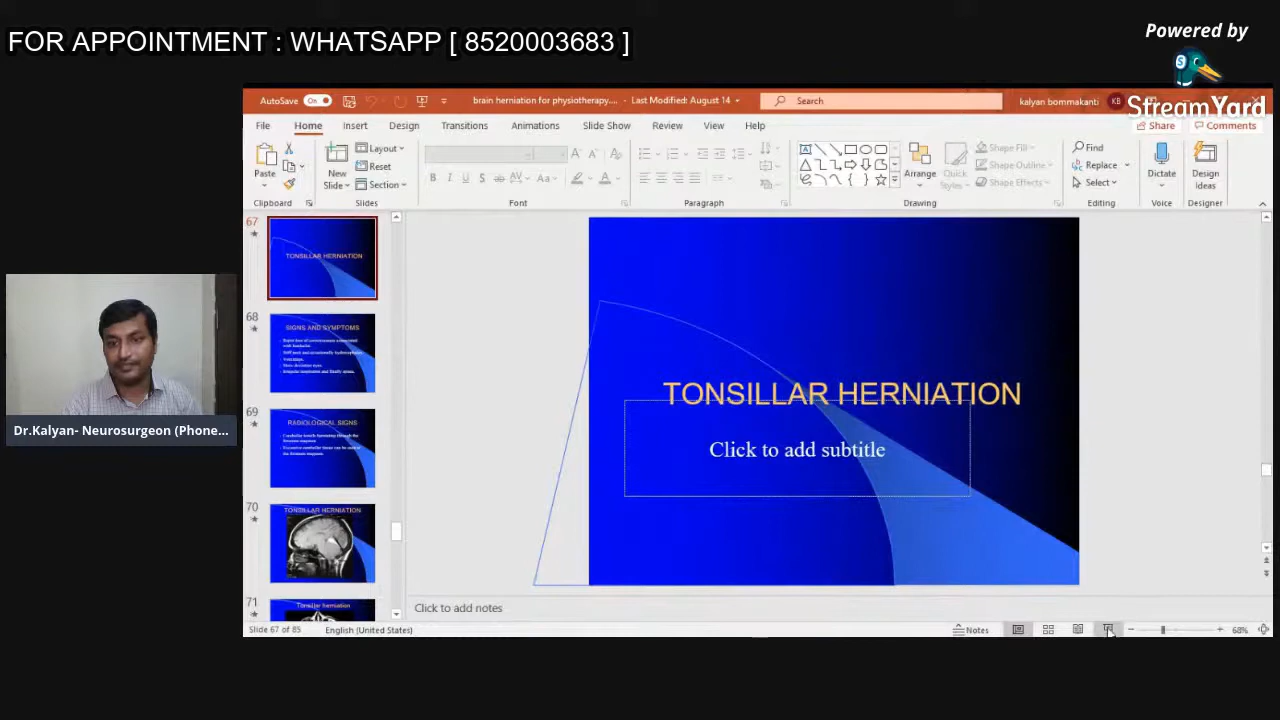 FOR APPOINTMENT : WHATSAPP [ 8520003683 ]
Powered by
StreamYard
AutoSave On
brain herniation for physiotherapy.... - Last Modified: August 14
Search
kalyan bommakanti KB
File Home Insert Design Transitions Animations Slide Show Review View Help
Share Comments
Paste
New Slide
Layout
Reset
Section
B I U S ab AV Aa A
Arrange
Quick Styles
Shape Fill
Shape Outline
Shape Effects
Find
Replace
Select
Dictate
Design Ideas
Clipboard Slides Font Paragraph Drawing Editing Voice Designer
67
TONSILLAR HERNIATION
68
SIGNS AND SYMPTOMS
69
RADIOLOGICAL SIGNS
70
TONSILLAR HERNIATION
71
Tonsillar herniation
TONSILLAR HERNIATION
Click to add subtitle
Dr.Kalyan- Neurosurgeon (Phone...
Click to add notes
Slide 67 of 85 English (United States) Notes 68%